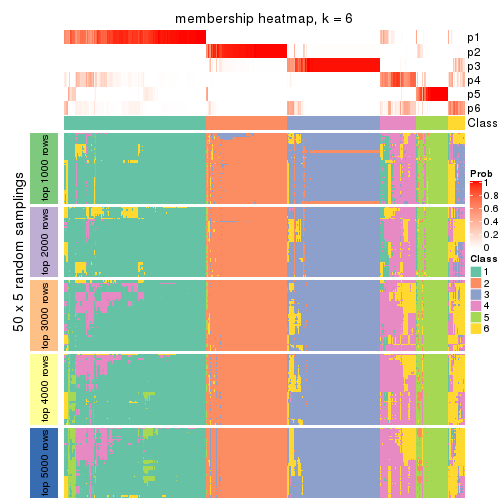 membership heatmap, k = 6
p1
p2
p3
p4
p5
p6
Class
50 x 5 random samplings
top 1000 rows
top 2000 rows
top 3000 rows
top 4000 rows
top 5000 rows
Prob
1
0.8
0.6
0.4
0.2
0
Class
1
2
3
4
5
6